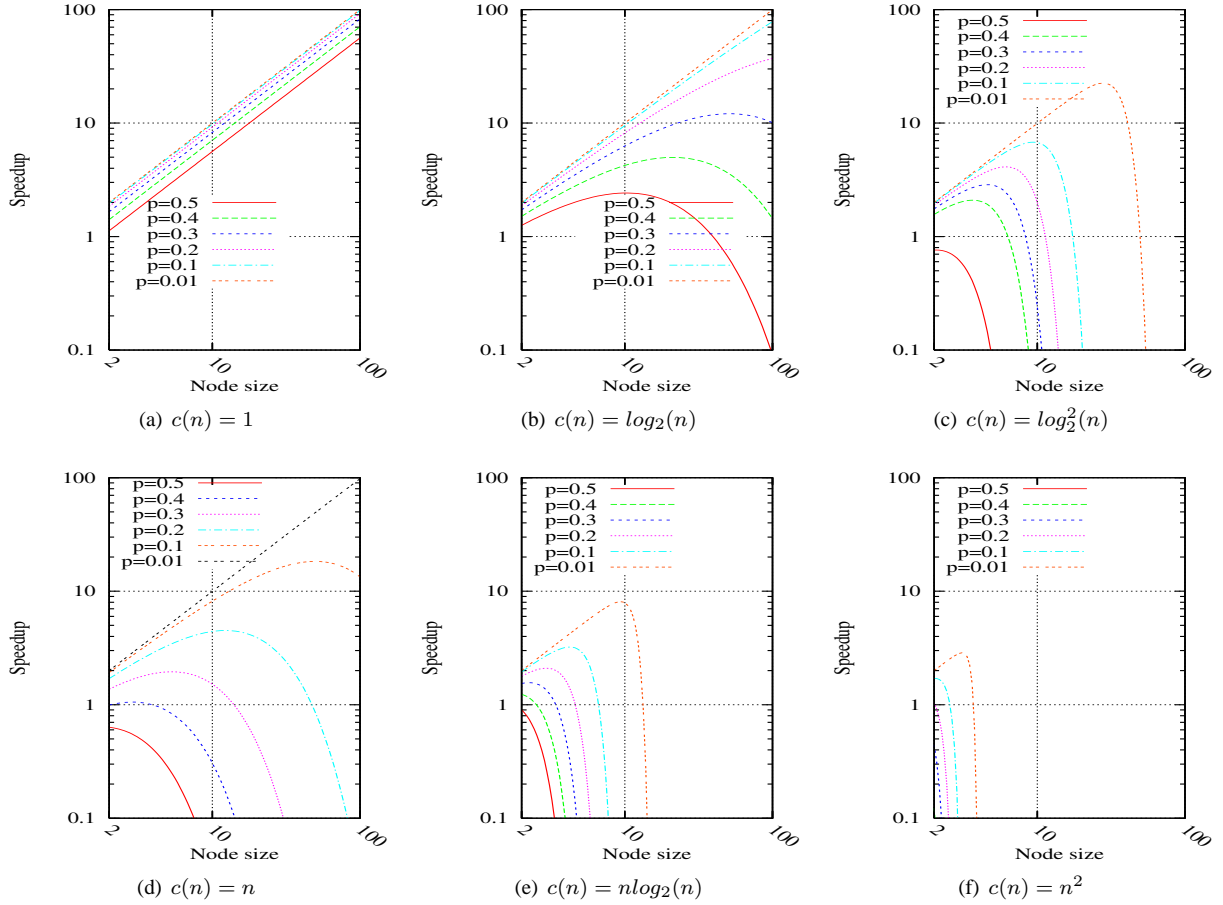 100
10
1
0.1
Speedup
p=0.5
p=0.4
p=0.3
p=0.2
p=0.1
p=0.01
2
10
100
Node size
(a) c(n) = 1
100
10
1
0.1
Speedup
p=0.5
p=0.4
p=0.3
p=0.2
p=0.1
p=0.01
2
10
100
Node size
(b) c(n) = log₂(n)
100
10
1
0.1
Speedup
p=0.5
p=0.4
p=0.3
p=0.2
p=0.1
p=0.01
2
10
100
Node size
(c) c(n) = log₂²(n)
100
10
1
0.1
Speedup
p=0.5
p=0.4
p=0.3
p=0.2
p=0.1
p=0.01
2
10
100
Node size
(d) c(n) = n
100
10
1
0.1
Speedup
p=0.5
p=0.4
p=0.3
p=0.2
p=0.1
p=0.01
2
10
100
Node size
(e) c(n) = nlog₂(n)
100
10
1
0.1
Speedup
p=0.5
p=0.4
p=0.3
p=0.2
p=0.1
p=0.01
2
10
100
Node size
(f) c(n) = n²